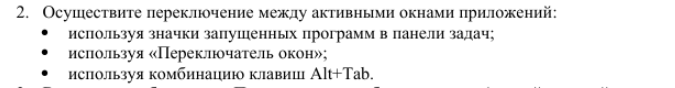 2. Осуществите переключение между активными окнами приложений:
• используя значки запущенных программ в панели задач;
• используя «Переключатель окон»;
• используя комбинацию клавиш Alt+Tab.